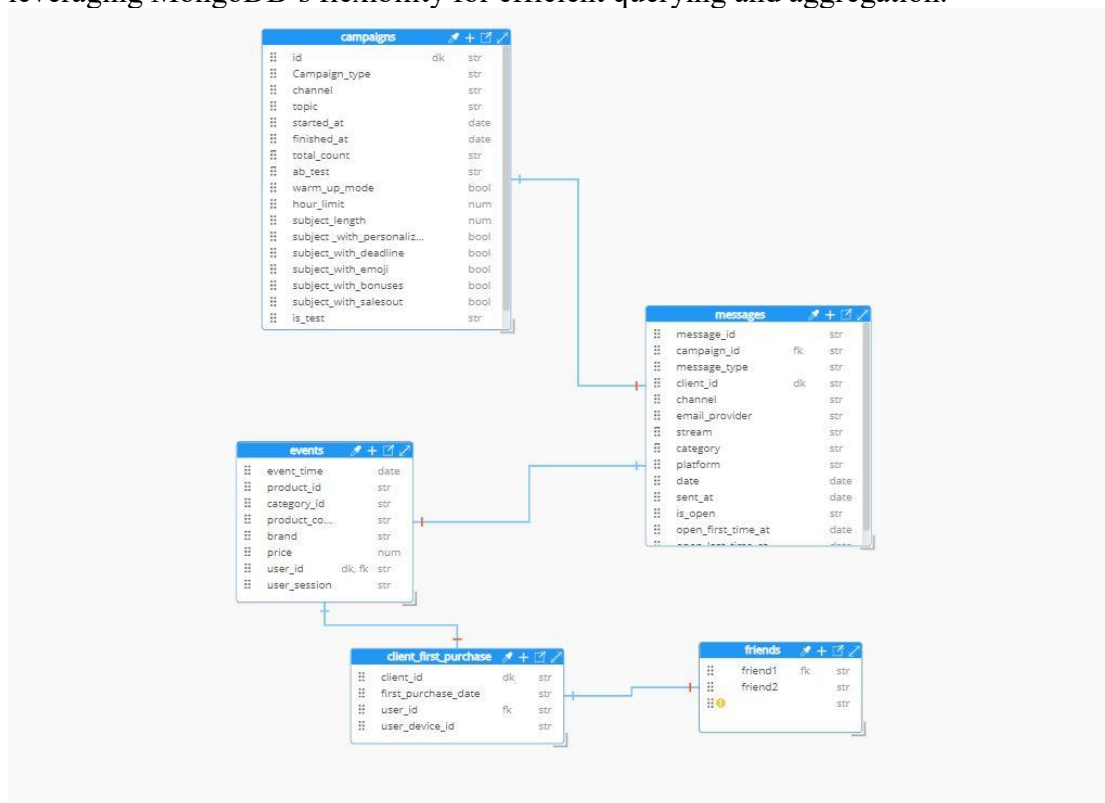 leveraging MongoDB's flexibility for efficient querying and aggregation.
campaigns
id dk str
Campaign_type str
channel str
topic str
started_at date
finished_at date
total_count str
ab_test str
warm_up_mode bool
hour_limit num
subject_length num
subject _with_personaliz... bool
subject_with_deadline bool
subject_with_emoji bool
subject_with_bonuses bool
subject_with_salesout bool
is_test str
messages
message_id str
campaign_id fk str
message_type str
client_id dk str
channel str
email_provider str
stream str
category str
platform str
date date
sent_at date
is_open str
open_first_time_at date
open_last_time_at date
events
event_time date
product_id str
category_id str
product_co... str
brand str
price num
user_id dk, fk str
user_session str
client_first_purchase
client_id dk str
first_purchase_date str
user_id fk str
user_device_id str
friends
friend1 fk str
friend2 str
str